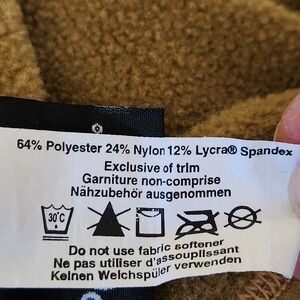 64% Polyester 24% Nylon 12% Lycra® Spandex
Exclusive of trim
Garniture non-comprise
Nähzubehör ausgenommen
30°C
Do not use fabric softener
Ne pas utiliser d'assouplissant
Keinen Weichspüler verwenden